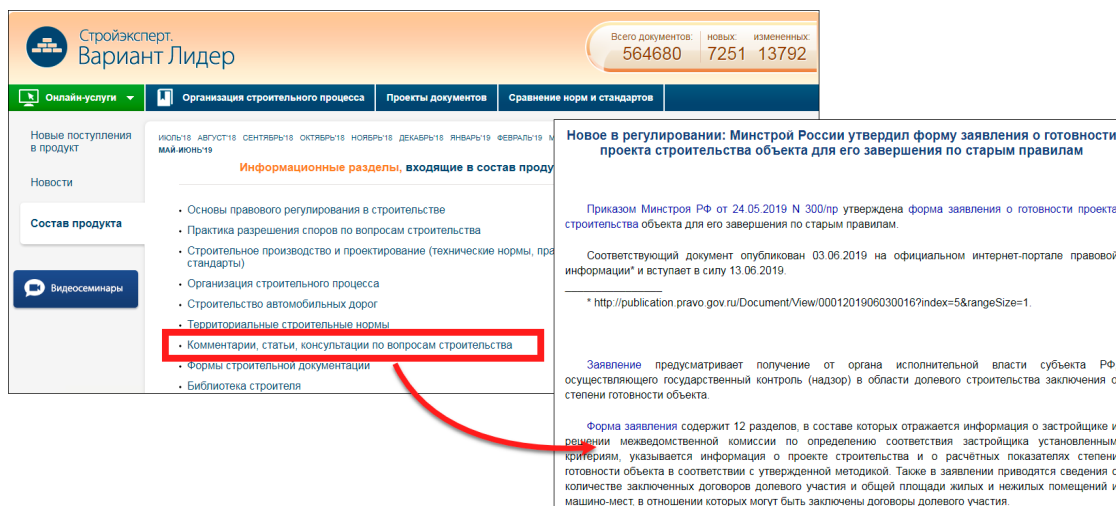 Стройэксперт.
Вариант Лидер
Всего документов: новых: измененных:
564680 7251 13792
Онлайн-услуги
Организация строительного процесса
Проекты документов
Сравнение норм и стандартов
Новые поступления
в продукт
Новости
Состав продукта
Видеосеминары
ИЮЛЬ'18 АВГУСТ'18 СЕНТЯБРЬ'18 ОКТЯБРЬ'18 НОЯБРЬ'18 ДЕКАБРЬ'18 ЯНВАРЬ'19 ФЕВРАЛЬ'19 М
МАЙ-ИЮНЬ'19
Информационные разделы, входящие в состав проду
• Основы правового регулирования в строительстве
• Практика разрешения споров по вопросам строительства
• Строительное производство и проектирование (технические нормы, пра
стандарты)
• Организация строительного процесса
• Строительство автомобильных дорог
• Территориальные строительные нормы
• Комментарии, статьи, консультации по вопросам строительства
• Формы строительной документации
• Библиотека строителя
Новое в регулировании: Минстрой России утвердил форму заявления о готовности
проекта строительства объекта для его завершения по старым правилам
Приказом Минстроя РФ от 24.05.2019 N 300/пр утверждена форма заявления о готовности проекта
строительства объекта для его завершения по старым правилам.
Соответствующий документ опубликован 03.06.2019 на официальном интернет-портале правовой
информации* и вступает в силу 13.06.2019.
* http://publication.pravo.gov.ru/Document/View/0001201906030016?index=5&rangeSize=1.
Заявление предусматривает получение от органа исполнительной власти субъекта РФ,
осуществляющего государственный контроль (надзор) в области долевого строительства заключения о
степени готовности объекта.
Форма заявления содержит 12 разделов, в составе которых отражается информация о застройщике и
решении межведомственной комиссии по определению соответствия застройщика установленным
критериям, указывается информация о проекте строительства и о расчётных показателях степени
готовности объекта в соответствии с утвержденной методикой. Также в заявлении приводятся сведения о
количестве заключенных договоров долевого участия и общей площади жилых и нежилых помещений и
машино-мест, в отношении которых могут быть заключены договоры долевого участия.